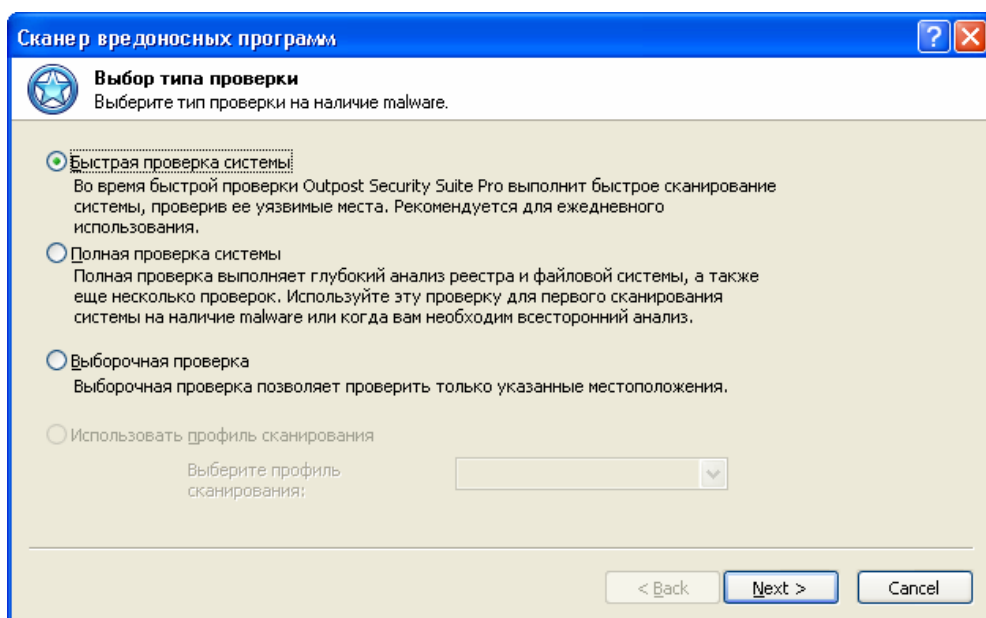 Сканер вредоносных программ
Выбор типа проверки
Выберите тип проверки на наличие malware.
Быстрая проверка системы
Во время быстрой проверки Outpost Security Suite Pro выполнит быстрое сканирование
системы, проверив ее уязвимые места. Рекомендуется для ежедневного
использования.
Полная проверка системы
Полная проверка выполняет глубокий анализ реестра и файловой системы, а также
еще несколько проверок. Используйте эту проверку для первого сканирования
системы на наличие malware или когда вам необходим всесторонний анализ.
Выборочная проверка
Выборочная проверка позволяет проверить только указанные местоположения.
Использовать профиль сканирования
Выберите профиль
сканирования:
< Back Next > Cancel